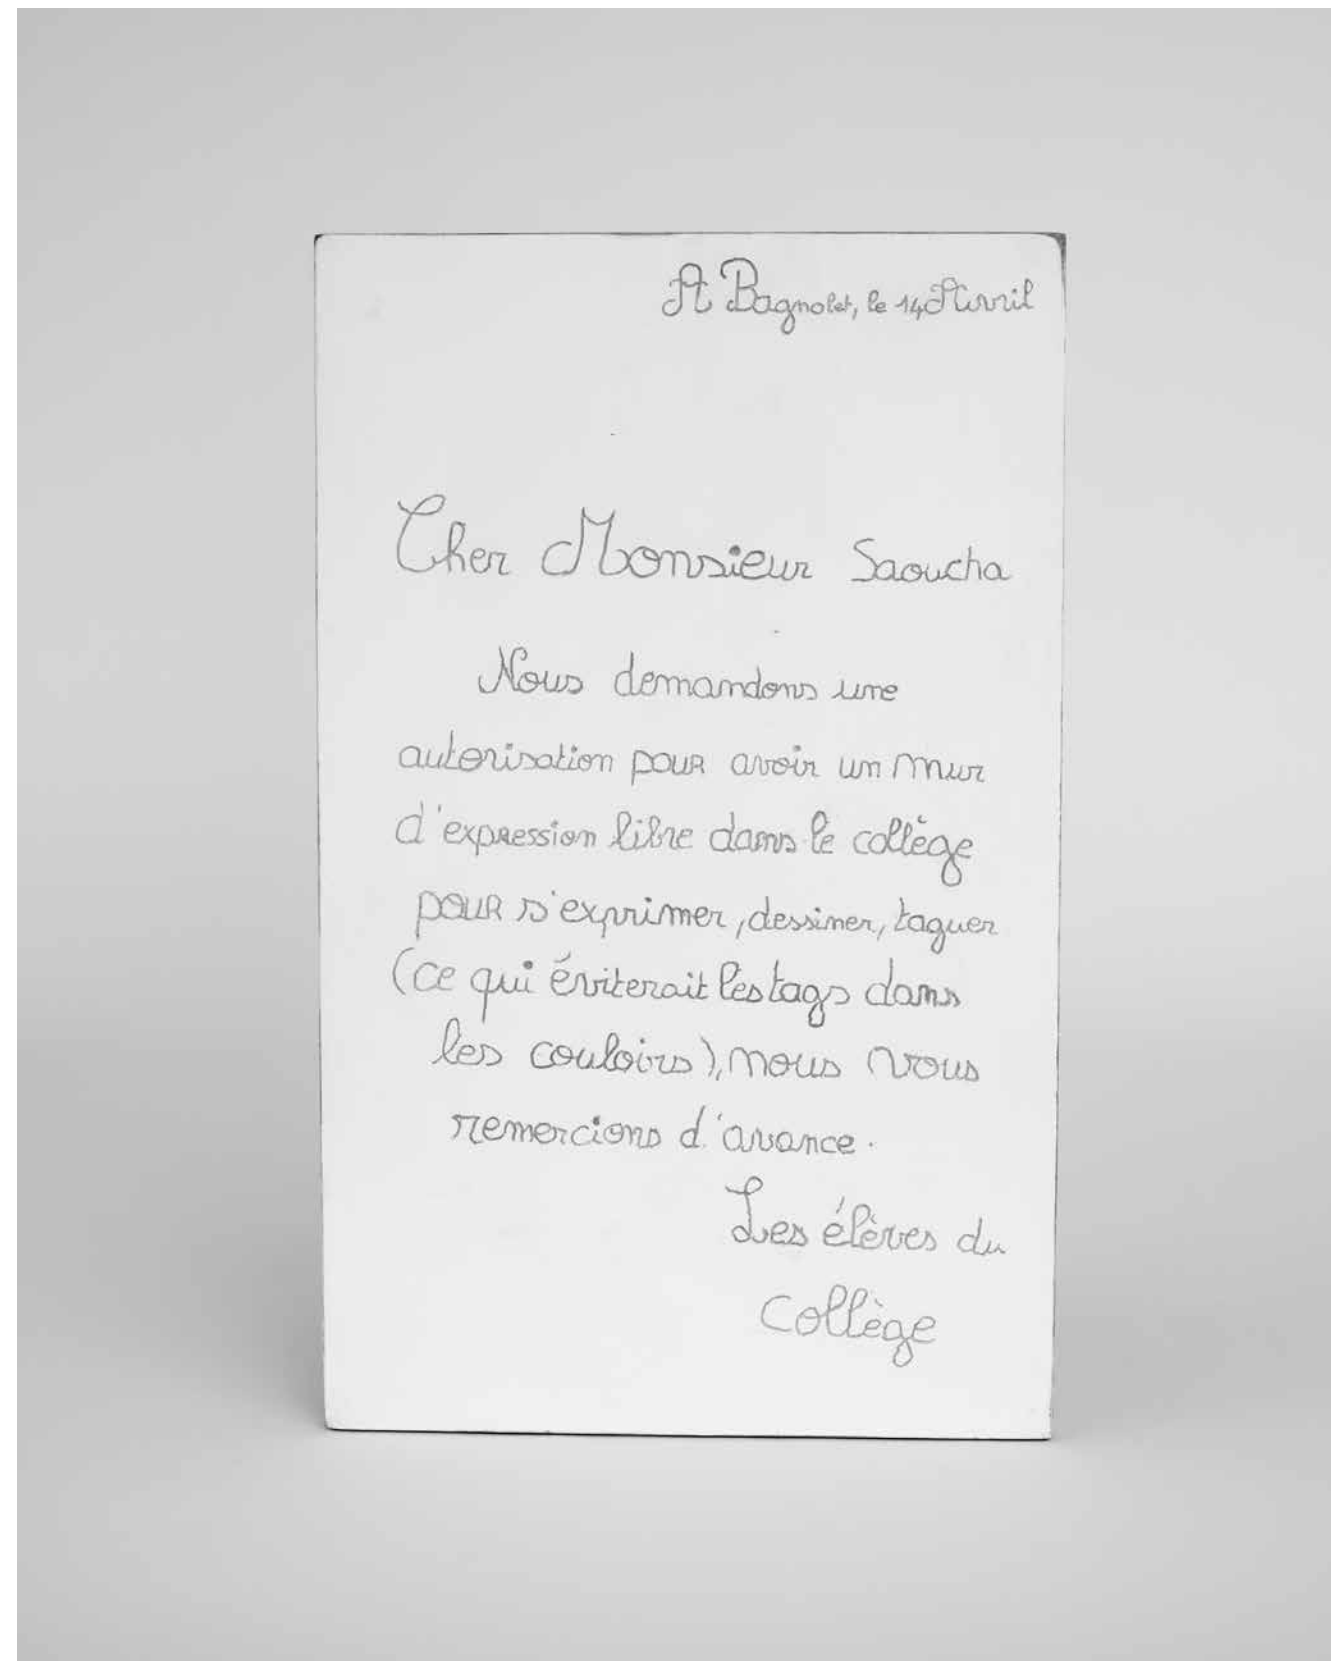 A Bagnolet, le 14 Avril
Cher Monsieur Saoucha
Nous demandons une
autorisation pour avoir un mur
d'expression libre dans le collège
pour s'exprimer, dessiner, taguer
(ce qui éviterait les tags dans
les couloirs), nous vous
remercions d'avance.
Les élèves du
collège